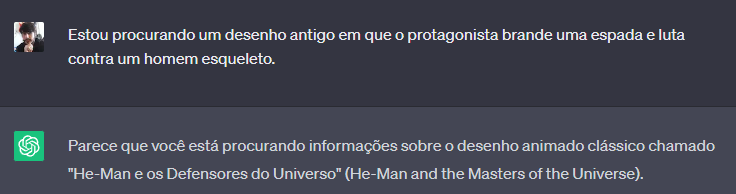 Estou procurando um desenho antigo em que o protagonista brande uma espada e luta
contra um homem esqueleto.
Parece que você está procurando informações sobre o desenho animado clássico chamado
"He-Man e os Defensores do Universo" (He-Man and the Masters of the Universe).